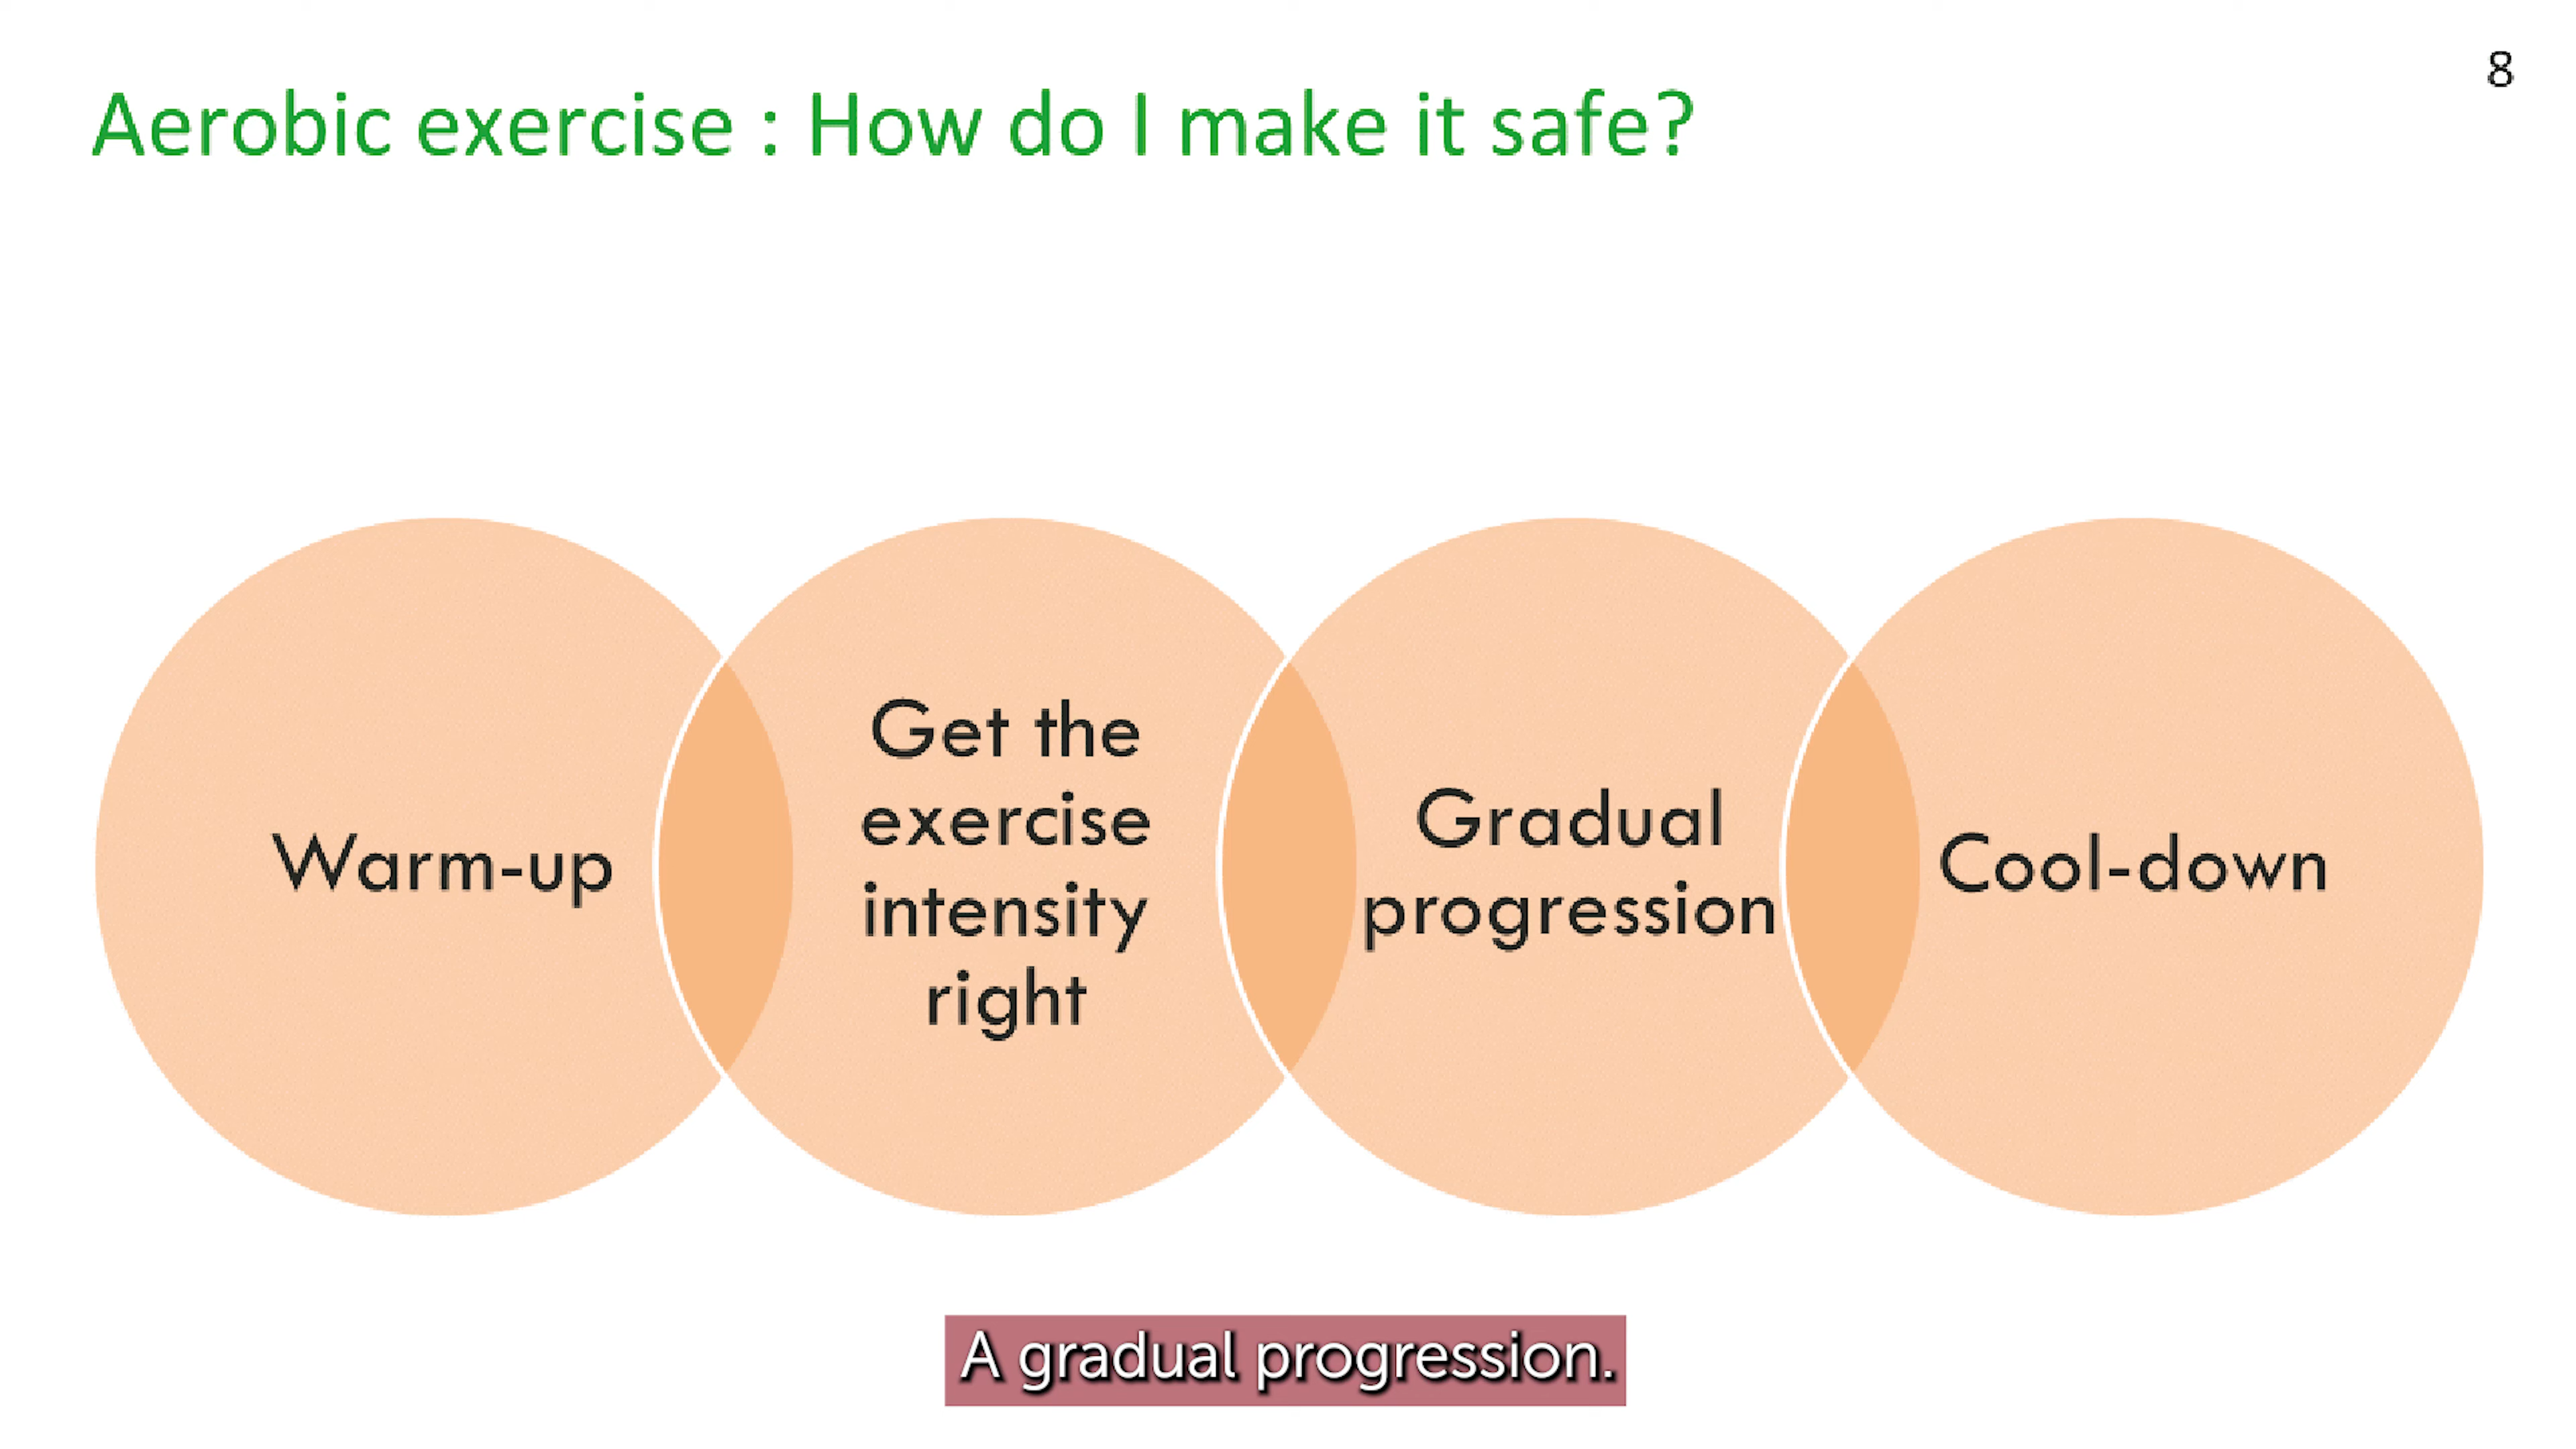 8
Aerobic exercise : How do I make it safe?
Warm-up
Get the
exercise
intensity
right
Gradual
progression
Cool-down
A gradual progression.